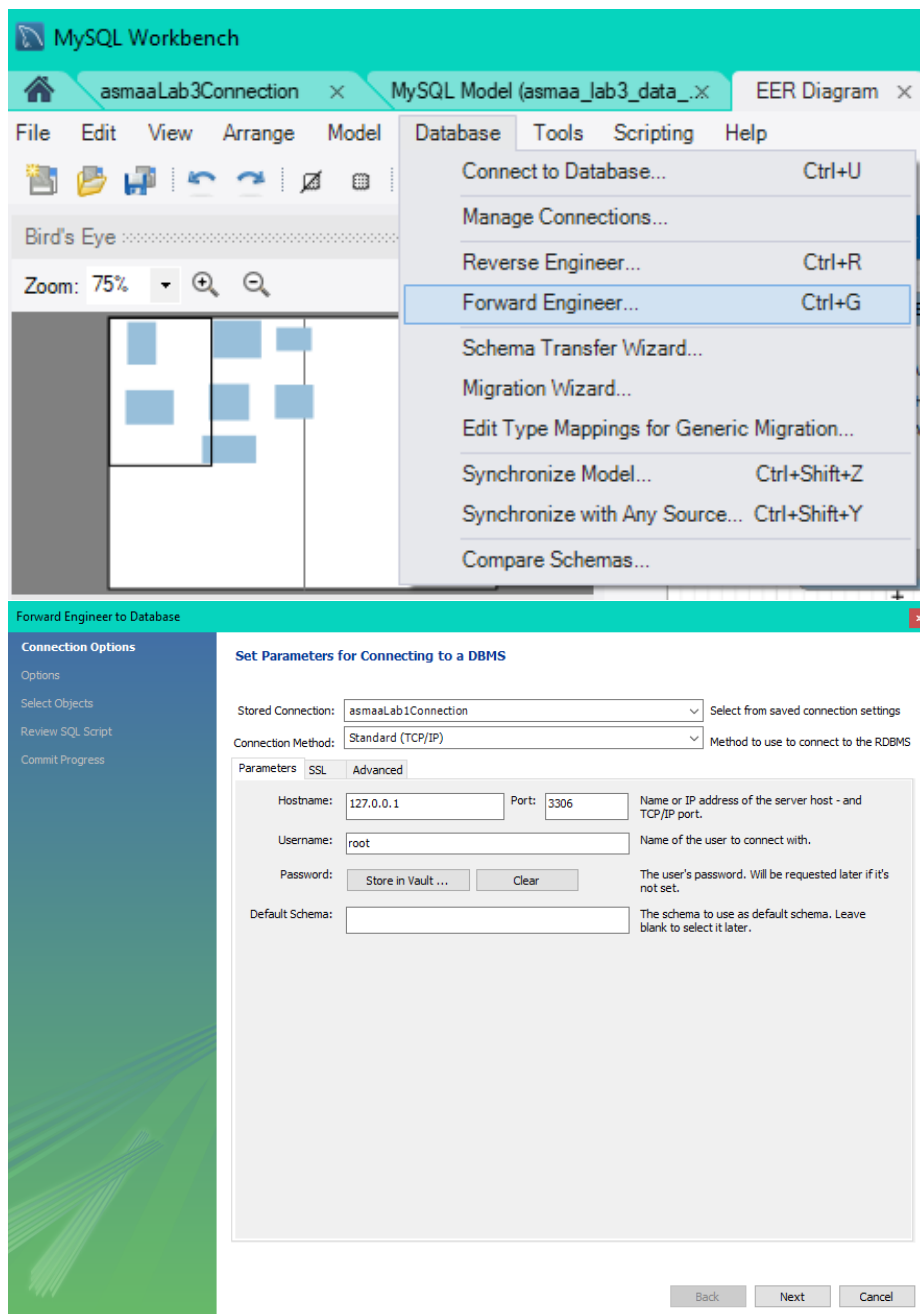 MySQL Workbench
asmaaLab3Connection × MySQL Model (asmaa_lab3_data_.× EER Diagram ×
File Edit View Arrange Model Database Tools Scripting Help
Connect to Database... Ctrl+U
Manage Connections...
Bird's Eye
Reverse Engineer... Ctrl+R
Zoom: 75%
Forward Engineer... Ctrl+G
Schema Transfer Wizard...
Migration Wizard...
Edit Type Mappings for Generic Migration...
Synchronize Model... Ctrl+Shift+Z
Synchronize with Any Source... Ctrl+Shift+Y
Compare Schemas...
Forward Engineer to Database
Connection Options
Options
Select Objects
Review SQL Script
Commit Progress
Set Parameters for Connecting to a DBMS
Stored Connection: asmaaLab1Connection Select from saved connection settings
Connection Method: Standard (TCP/IP) Method to use to connect to the RDBMS
Parameters SSL Advanced
Hostname: 127.0.0.1 Port: 3306 Name or IP address of the server host - and
TCP/IP port.
Username: root Name of the user to connect with.
Password: Store in Vault ... Clear The user's password. Will be requested later if it's
not set.
Default Schema: The schema to use as default schema. Leave
blank to select it later.
Back Next Cancel